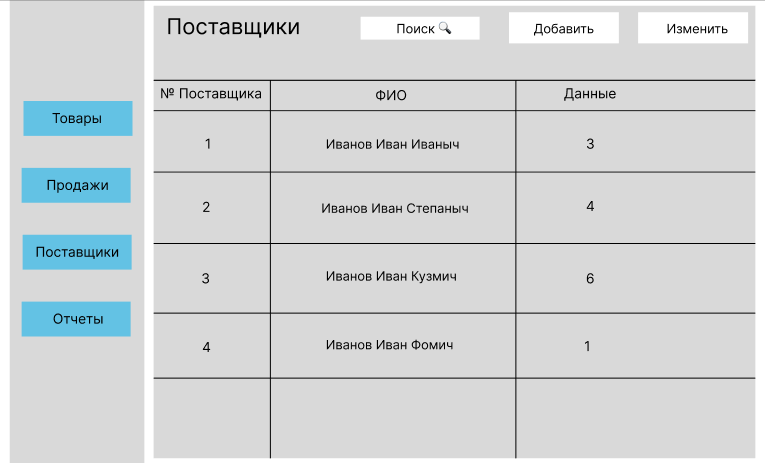 Поставщики
Поиск 🔍
Добавить
Изменить
Товары
Продажи
Поставщики
Отчеты
№ Поставщика ФИО Данные
1 Иванов Иван Иваныч 3
2 Иванов Иван Степаныч 4
3 Иванов Иван Кузмич 6
4 Иванов Иван Фомич 1